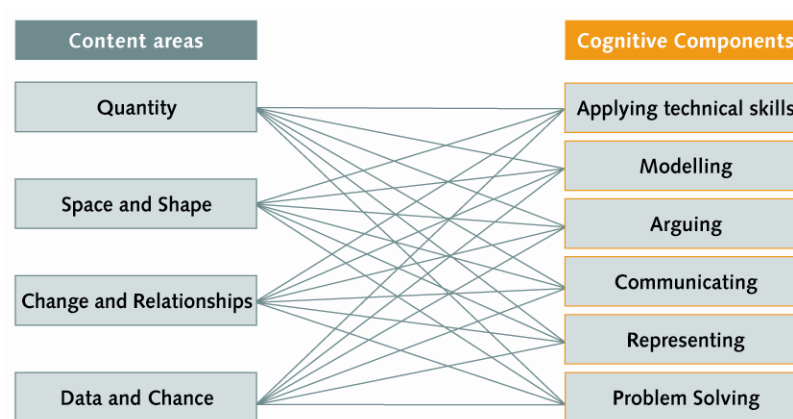 Content areas
Cognitive Components
Quantity
Space and Shape
Change and Relationships
Data and Chance
Applying technical skills
Modelling
Arguing
Communicating
Representing
Problem Solving